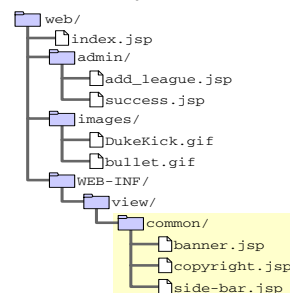 web/
index.jsp
admin/
add_league.jsp
success.jsp
images/
DukeKick.gif
bullet.gif
WEB-INF/
view/
common/
banner.jsp
copyright.jsp
side-bar.jsp